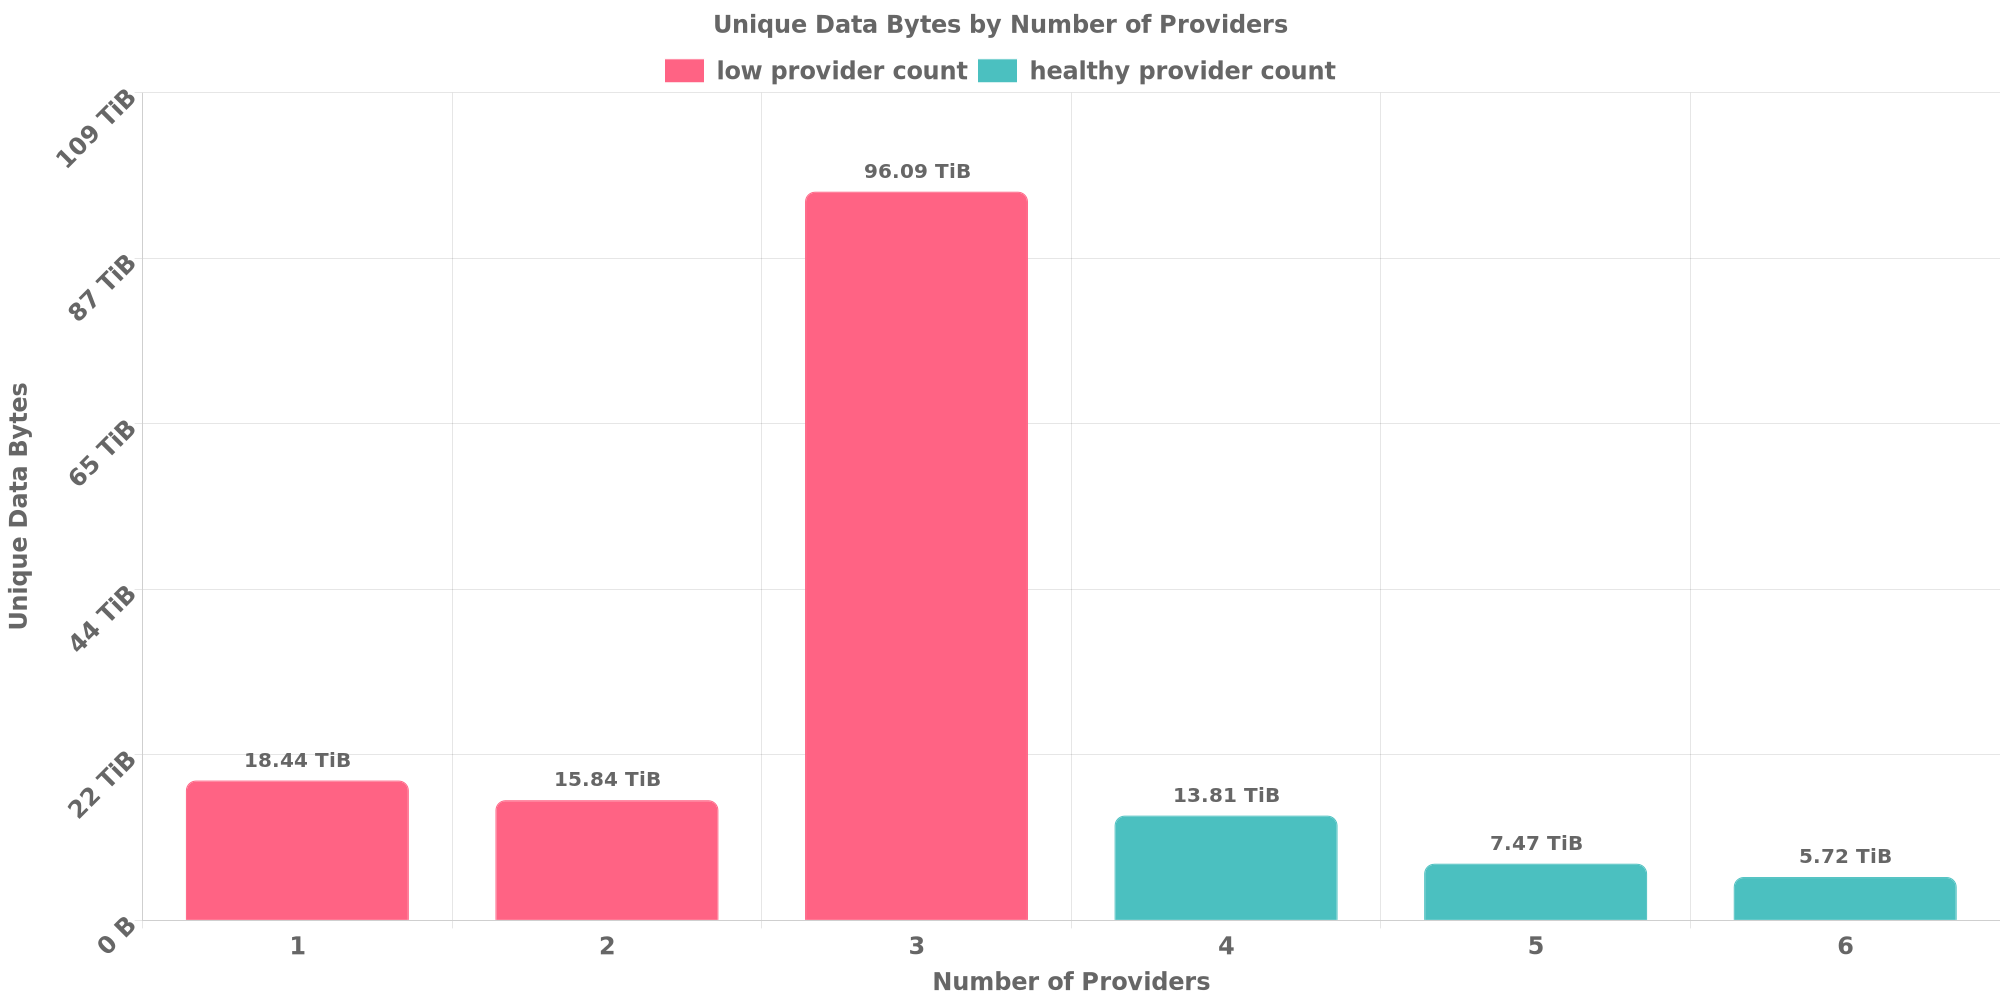 Unique Data Bytes by Number of Providers
low provider count healthy provider count
109 TiB
87 TiB
65 TiB
44 TiB
22 TiB
0 B
Unique Data Bytes
18.44 TiB
15.84 TiB
96.09 TiB
13.81 TiB
7.47 TiB
5.72 TiB
1 2 3 4 5 6
Number of Providers